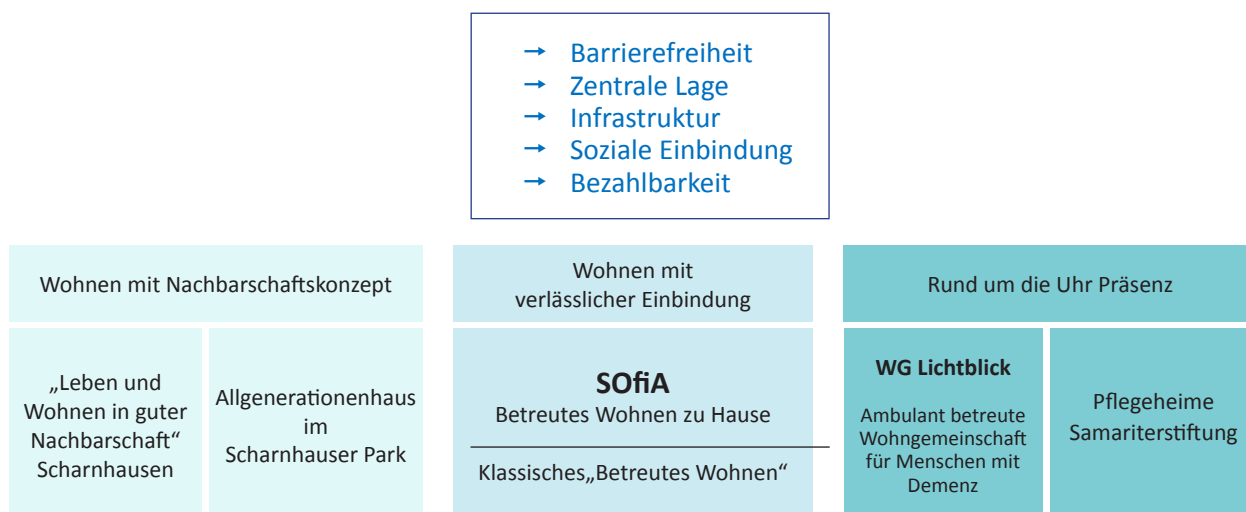 → Barrierefreiheit
→ Zentrale Lage
→ Infrastruktur
→ Soziale Einbindung
→ Bezahlbarkeit
Wohnen mit Nachbarschaftskonzept
Wohnen mit
verlässlicher Einbindung
Rund um die Uhr Präsenz
„Leben und
Wohnen in guter
Nachbarschaft“
Scharnhausen
Allgenerationenhaus
im
Scharnhauser Park
SOfiA
Betreutes Wohnen zu Hause
Klassisches„Betreutes Wohnen“
WG Lichtblick
Ambulant betreute
Wohngemeinschaft
für Menschen mit
Demenz
Pflegeheime
Samariterstiftung